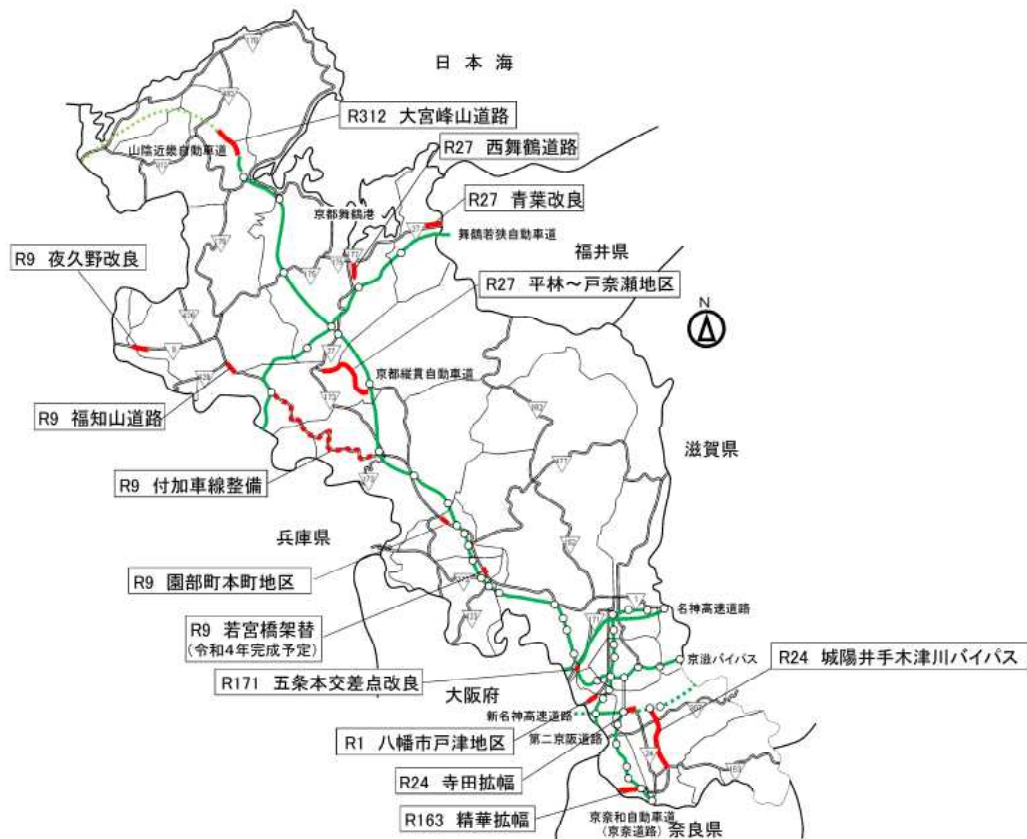 日本海
R312 大宮峰山道路
R27 西舞鶴道路
山陰近畿自動車道
R27 青葉改良
京都舞鶴港
舞鶴若狭自動車道
福井県
R9 夜久野改良
R27 平林～戸奈瀬地区
N
京都縦貫自動車道
R9 福知山道路
滋賀県
R9 付加車線整備
兵庫県
R9 園部町本町地区
名神高速道路
R9 若宮橋架替
(令和4年完成予定)
京滋バイパス
R24 城陽井手木津川バイパス
R171 五条本交差点改良
大阪府
新名神高速道路
R1 八幡市戸津地区
第二京阪道路
R24 寺田拡幅
R163 精華拡幅
京奈和自動車道
(京奈道路)
奈良県